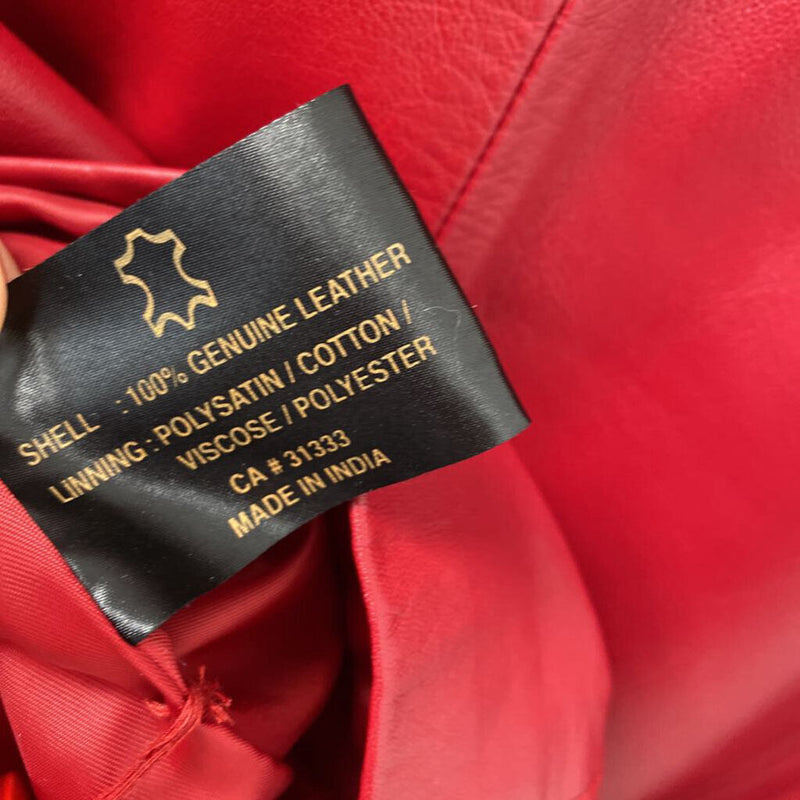 SHELL : 100% GENUINE LEATHER
LiNNING : POLYSATIN / COTTON /
VISCOSE / POLYESTER
CA # 31333
MADE IN INDIA